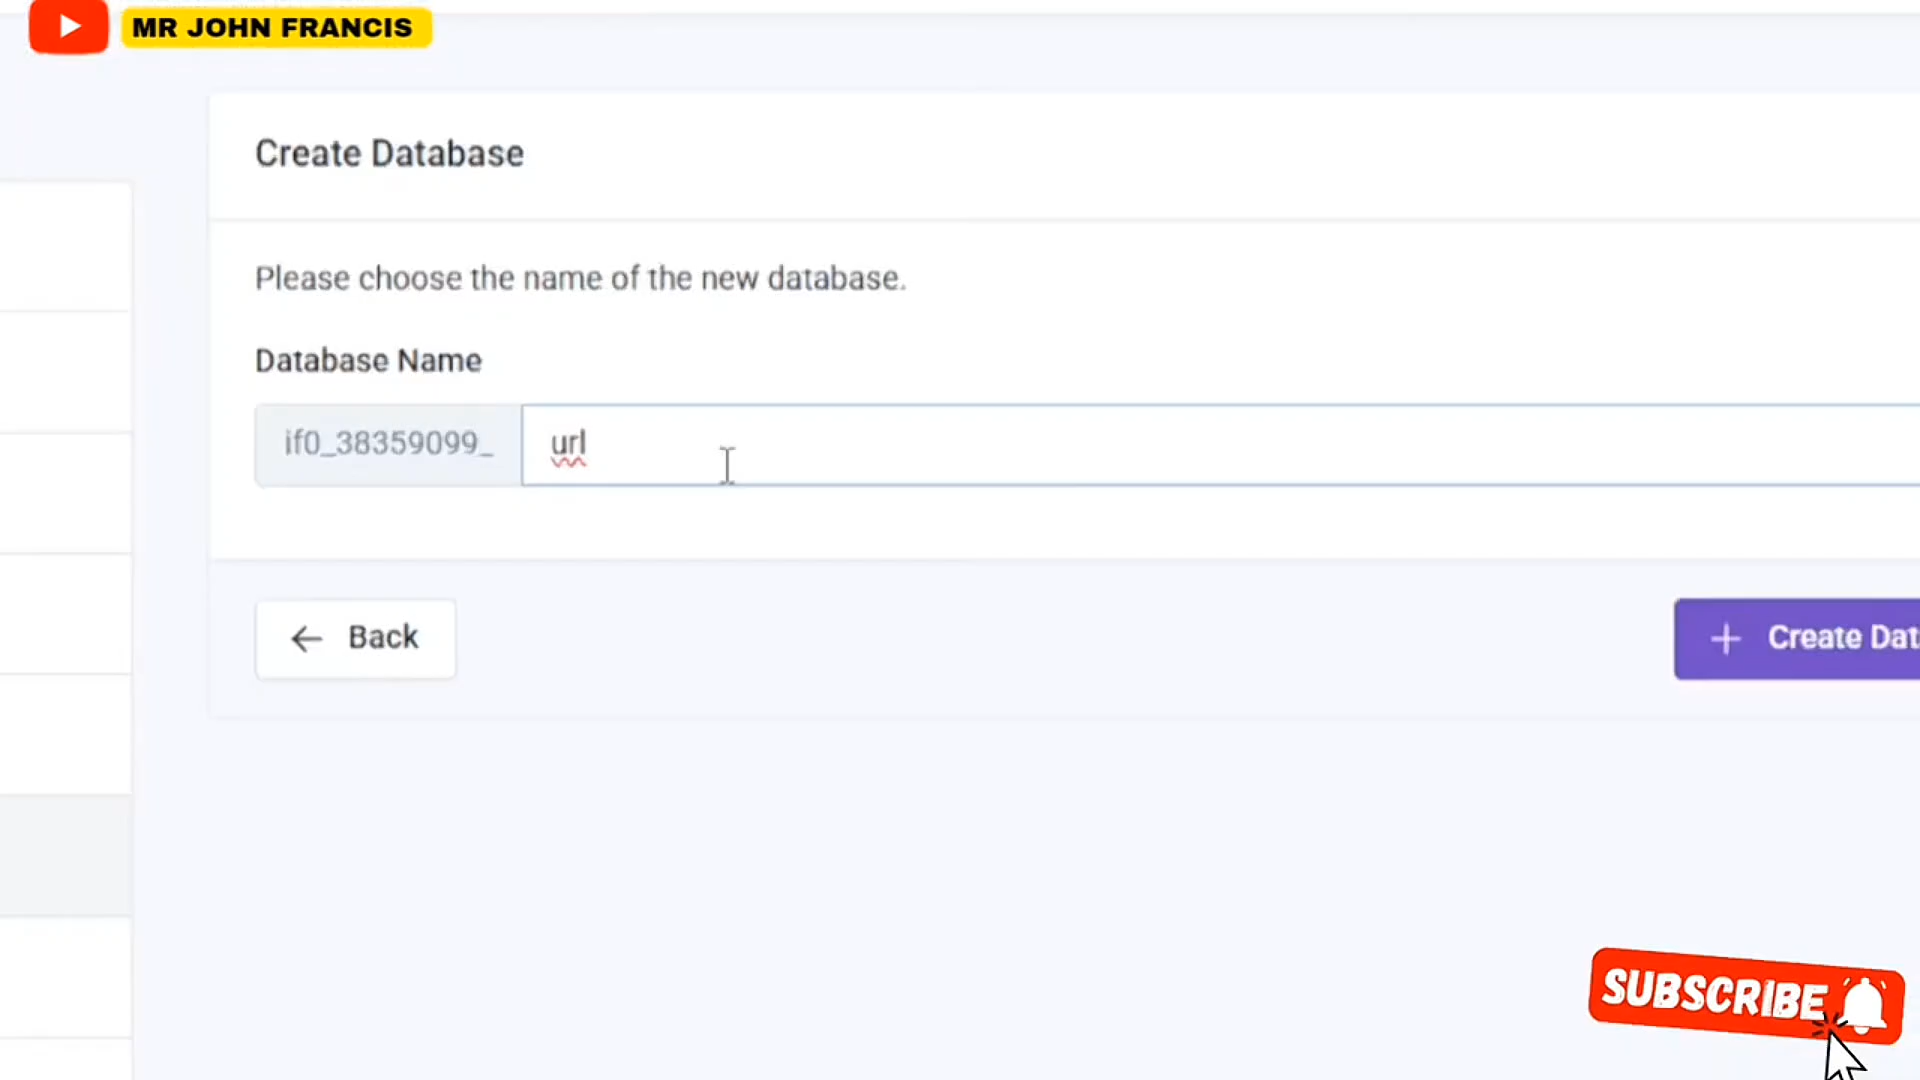 MR JOHN FRANCIS
Create Database
Please choose the name of the new database.
Database Name
if0_38359099_ url
← Back
+ Create Dat
SUBSCRIBE